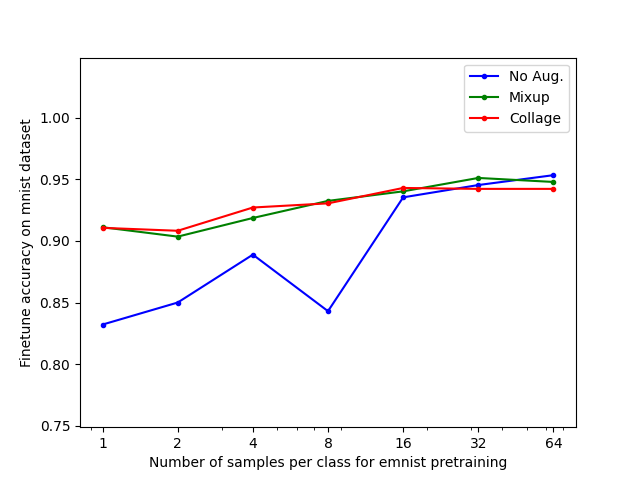 No Aug.
Mixup
Collage
1.00
0.95
0.90
0.85
0.80
0.75
Finetune accuracy on mnist dataset
1 2 4 8 16 32 64
Number of samples per class for emnist pretraining